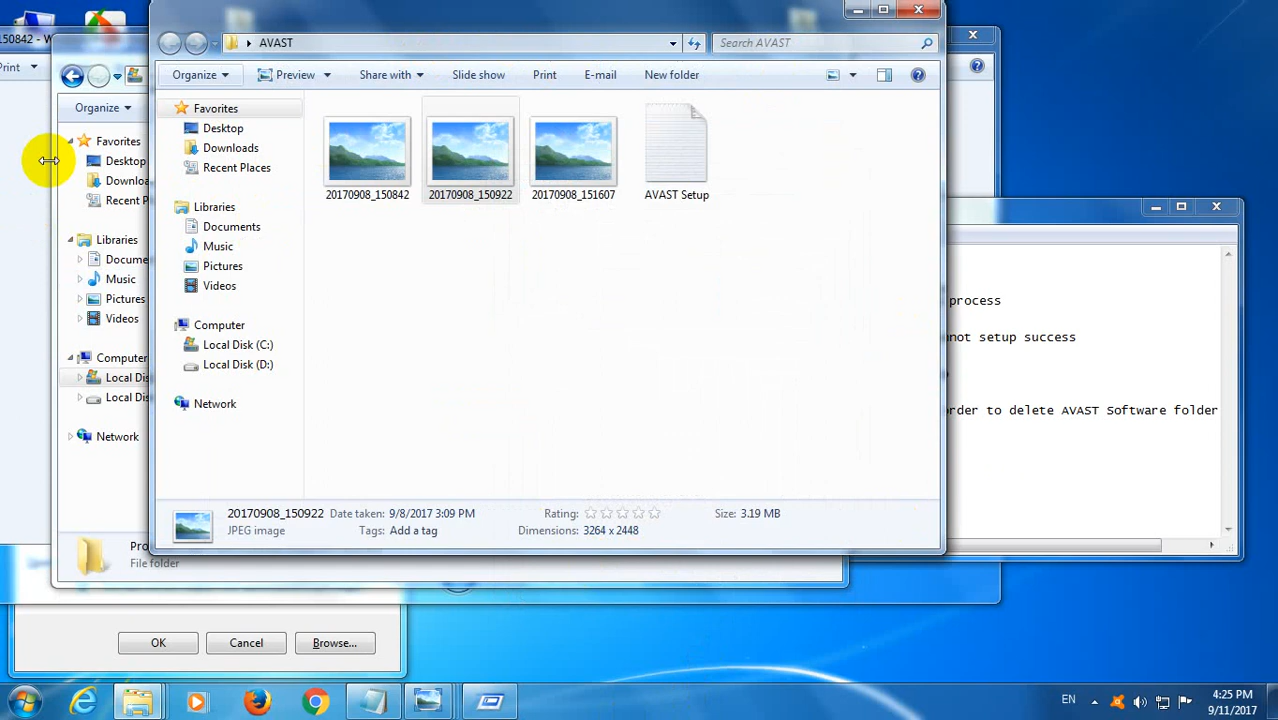 150842 - W
Print
Organize
Favorites
Desktop
Downloa
Recent P
Libraries
Docume
Music
Pictures
Videos
Computer
Local Dis
Local Dis
Network
Pro
File folder
AVAST
Search AVAST
Organize Preview Share with Slide show Print E-mail New folder
Favorites
Desktop
Downloads
Recent Places
Libraries
Documents
Music
Pictures
Videos
Computer
Local Disk (C:)
Local Disk (D:)
Network
20170908_150842 20170908_150922 20170908_151607 AVAST Setup
20170908_150922 Date taken: 9/8/2017 3:09 PM Rating: Size: 3.19 MB
JPEG image Tags: Add a tag Dimensions: 3264 x 2448
process
not setup success
order to delete AVAST Software folder
OK Cancel Browse...
EN
4:25 PM
9/11/2017